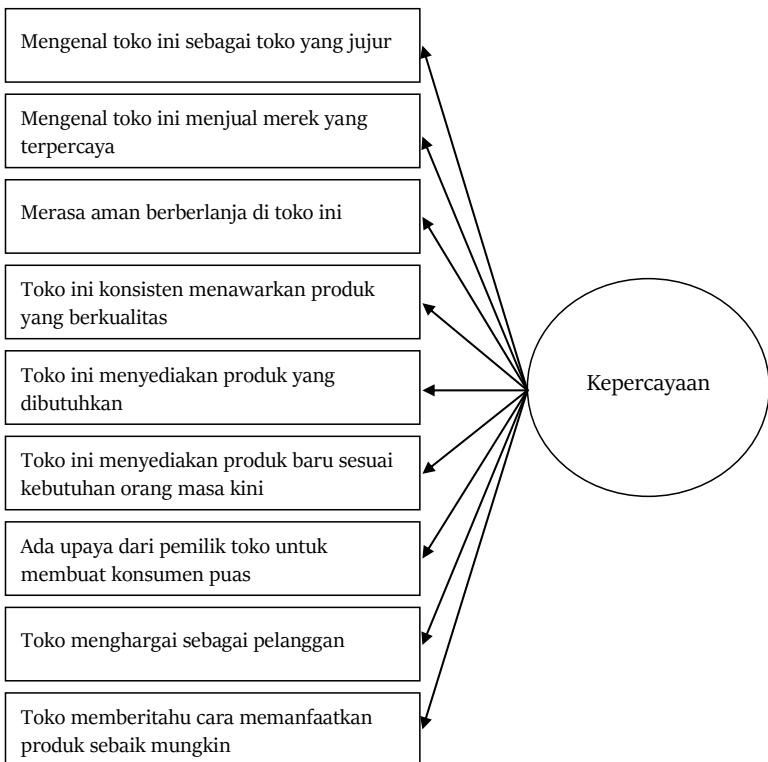 Mengenal toko ini sebagai toko yang jujur
Mengenal toko ini menjual merek yang
terpercaya
Merasa aman berberlanja di toko ini
Toko ini konsisten menawarkan produk
yang berkualitas
Toko ini menyediakan produk yang
dibutuhkan
Toko ini menyediakan produk baru sesuai
kebutuhan orang masa kini
Ada upaya dari pemilik toko untuk
membuat konsumen puas
Toko menghargai sebagai pelanggan
Toko memberitahu cara memanfaatkan
produk sebaik mungkin
Kepercayaan